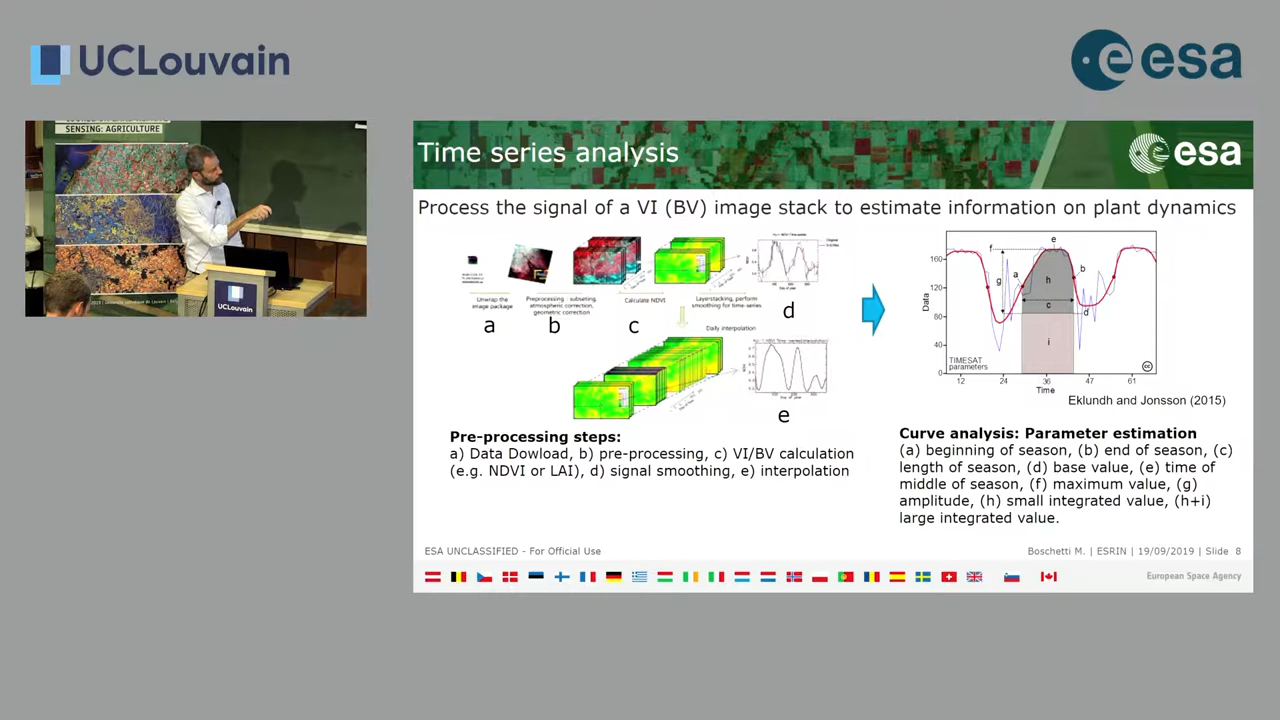 UCLouvain
esa
SENSING: AGRICULTURE
UCLouvain
Time series analysis
esa
Process the signal of a VI (BV) image stack to estimate information on plant dynamics
Unwrap the
image package
Preprocessing : subseting,
atmospheric correction,
geometric correction
Calculate NDVI
Layerstacking, perform
smoothing for time-series
a
b
c
d
Daily interpolation
e
Pre-processing steps:
a) Data Dowload, b) pre-processing, c) VI/BV calculation
(e.g. NDVI or LAI), d) signal smoothing, e) interpolation
160
120
80
40
0
Data
f
e
g
a
h
b
c
d
i
TIMESAT
parameters
cc
12
24
36
47
61
Time
Eklundh and Jonsson (2015)
Curve analysis: Parameter estimation
(a) beginning of season, (b) end of season, (c)
length of season, (d) base value, (e) time of
middle of season, (f) maximum value, (g)
amplitude, (h) small integrated value, (h+i)
large integrated value.
ESA UNCLASSIFIED - For Official Use
Boschetti M. | ESRIN | 19/09/2019 | Slide 8
European Space Agency